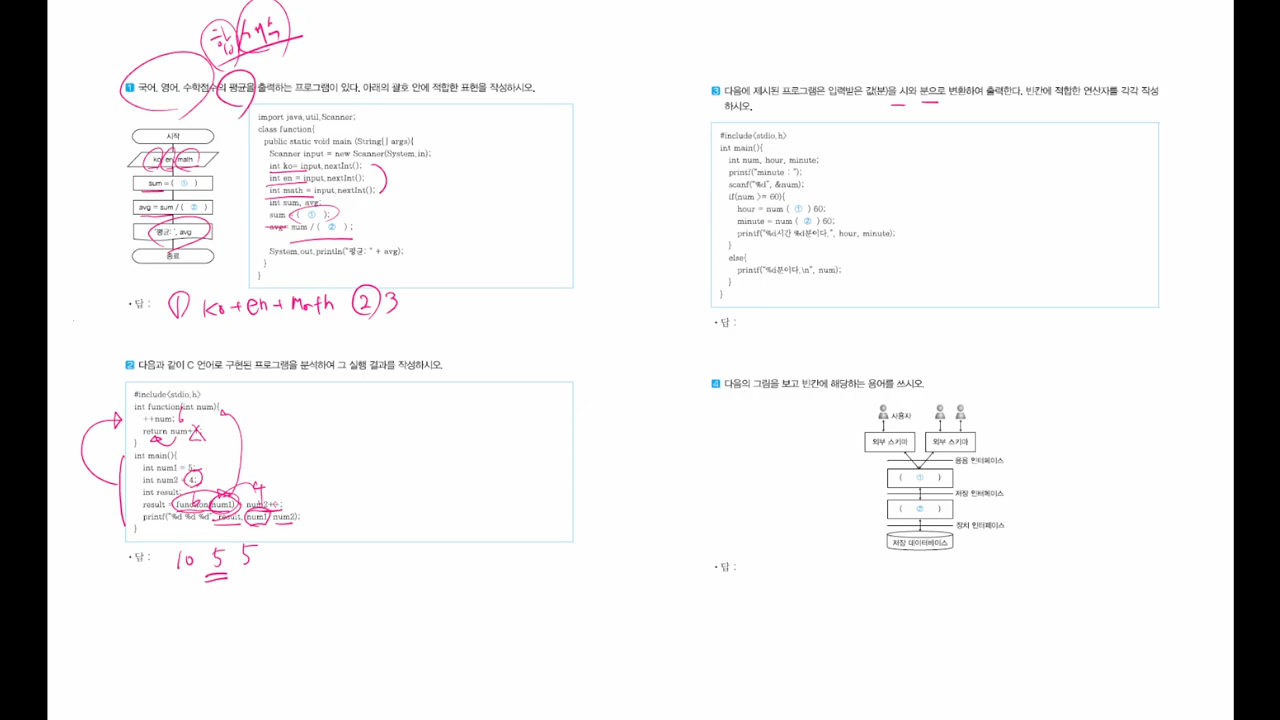 합 개수
1 국어, 영어, 수학점수의 평균을 출력하는 프로그램이 있다. 아래의 괄호 안에 적합한 표현을 작성하시오.
시작
ko, en, math
sum = ( ① )
avg = sum / ( ② )
'평균: ', avg
종료
import java.util.Scanner;
class function{
public static void main (String[] args){
Scanner input = new Scanner(System.in);
int ko= input.nextInt();
int en = input.nextInt();
int math = input.nextInt();
int sum, avg;
sum = ( ① );
avg= sum / ( ② );
System.out.println("평균: " + avg);
}
}
• 답 : ① ko+en+math ② 3
2 다음과 같이 C 언어로 구현된 프로그램을 분석하여 그 실행 결과를 작성하시오.
#include<stdio.h>
int function(int num){
++num; 6
return num++;
}
int main(){
int num1 = 5;
int num2 = 4;
int result;
6 4
result = function(num1) + num2++;
printf("%d %d %d", result, num1, num2);
}
• 답 : 10 5 5
3 다음에 제시된 프로그램은 입력받은 값(분)을 시와 분으로 변환하여 출력한다. 빈칸에 적합한 연산자를 각각 작성
하시오.
#include<stdio.h>
int main(){
int num, hour, minute;
printf("minute : ");
scanf("%d", &num);
if(num >= 60){
hour = num ( ① ) 60;
minute = num ( ② ) 60;
printf("%d시간 %d분이다.", hour, minute);
}
else{
printf("%d분이다.\n", num);
}
}
• 답 :
4 다음의 그림을 보고 빈칸에 해당하는 용어를 쓰시오.
사용자
외부 스키마 외부 스키마
응용 인터페이스
( ① )
저장 인터페이스
( ② )
장치 인터페이스
저장 데이터베이스
• 답 :